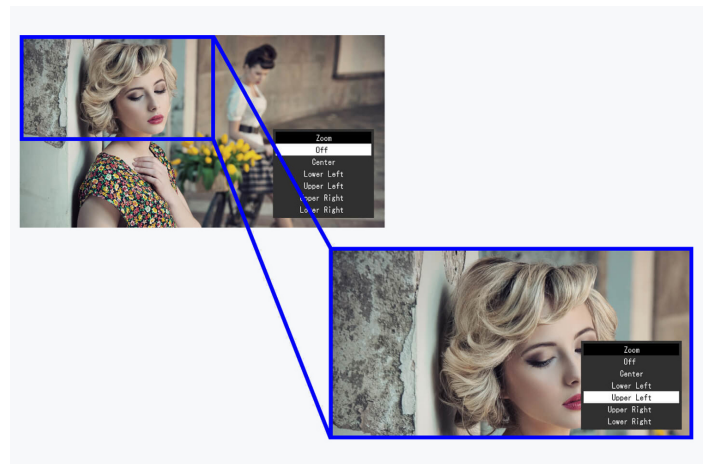 Zoom
Off
Center
Lower Left
Upper Left
Upper Right
Lower Right
Zoom
Off
Center
Lower Left
Upper Left
Upper Right
Lower Right